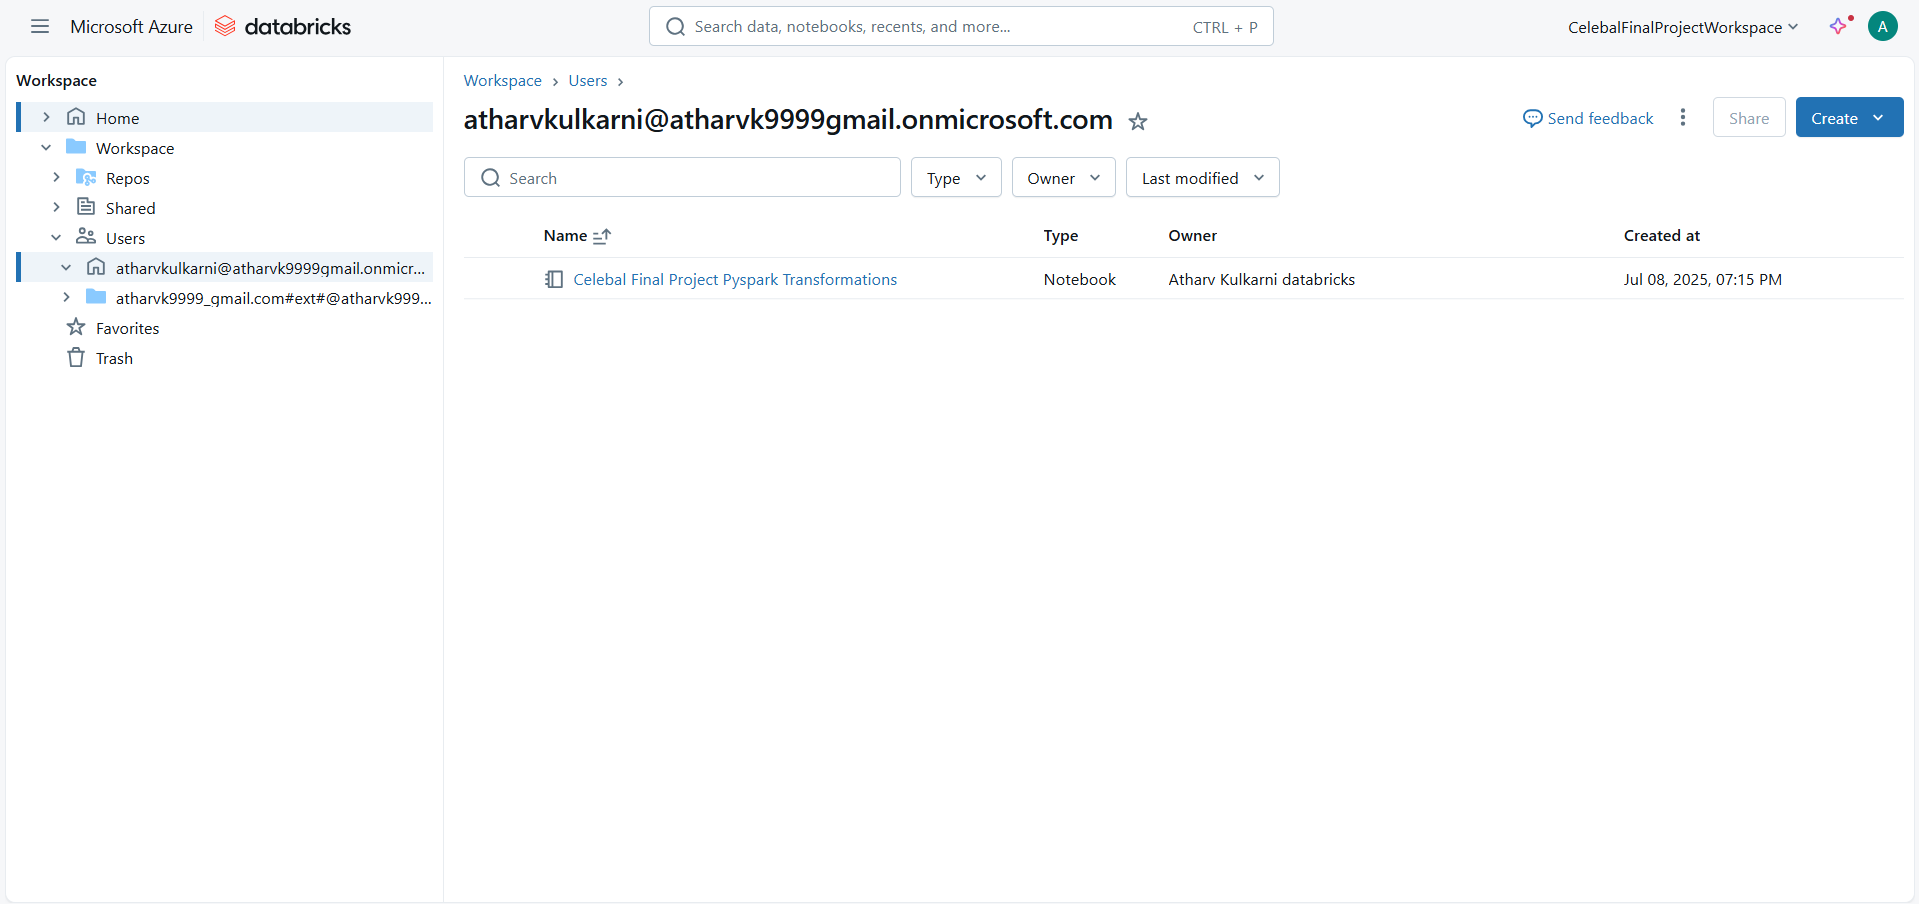 Microsoft Azure databricks Search data, notebooks, recents, and more... CTRL + P CelebalFinalProjectWorkspace A
Workspace
Home
Workspace
Repos
Shared
Users
atharvkulkarni@atharvk9999gmail.onmicr...
atharvk9999_gmail.com#ext#@atharvk999...
Favorites
Trash
Workspace > Users >
atharvkulkarni@atharvk9999gmail.onmicrosoft.com
Send feedback Share Create
Search Type Owner Last modified
Name Type Owner Created at
Celebal Final Project Pyspark Transformations Notebook Atharv Kulkarni databricks Jul 08, 2025, 07:15 PM